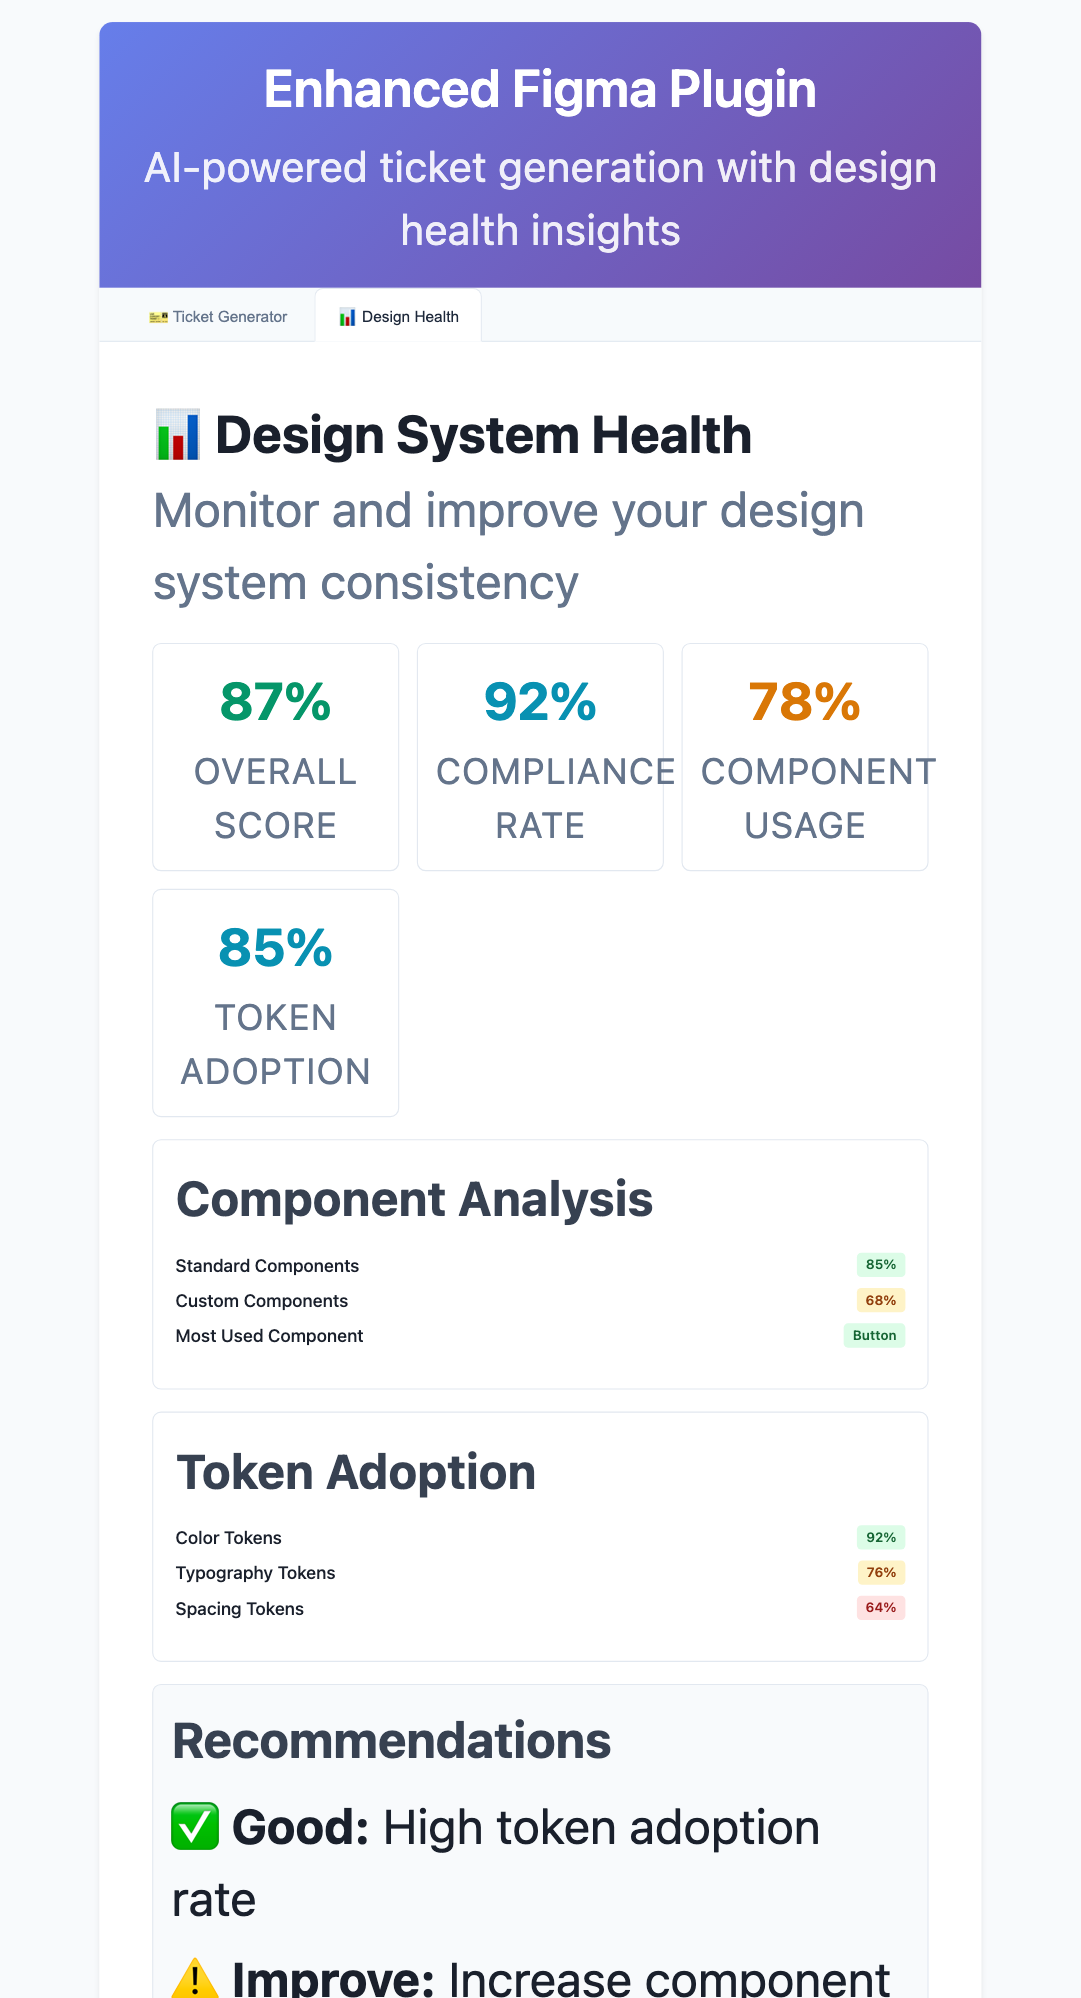 Enhanced Figma Plugin
AI-powered ticket generation with design
health insights
🎫 Ticket Generator
📊 Design Health
📊 Design System Health
Monitor and improve your design
system consistency
87%
OVERALL
SCORE
92%
COMPLIANCE
RATE
78%
COMPONENT
USAGE
85%
TOKEN
ADOPTION
Component Analysis
Standard Components 85%
Custom Components 68%
Most Used Component Button
Token Adoption
Color Tokens 92%
Typography Tokens 76%
Spacing Tokens 64%
Recommendations
✅ Good: High token adoption
rate
⚠️ Improve: Increase component